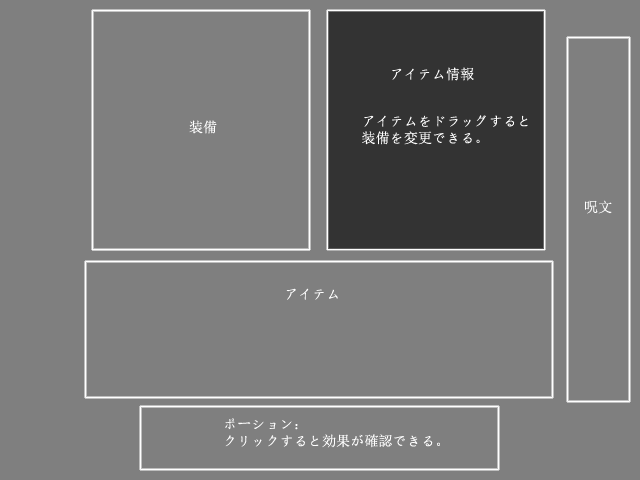 装備
アイテム情報
アイテムをドラッグすると
装備を変更できる。
呪文
アイテム
ポーション:
クリックすると効果が確認できる。